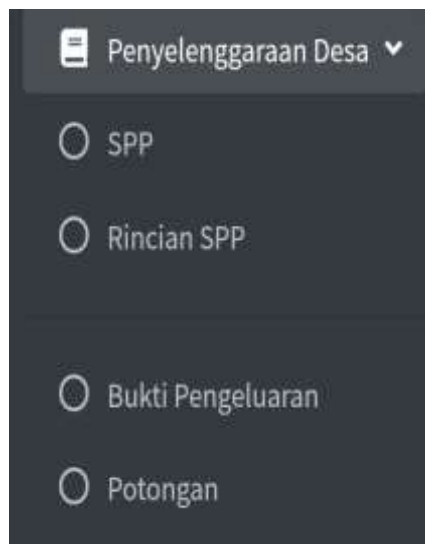 Penyelenggaraan Desa
SPP
Rincian SPP
Bukti Pengeluaran
Potongan